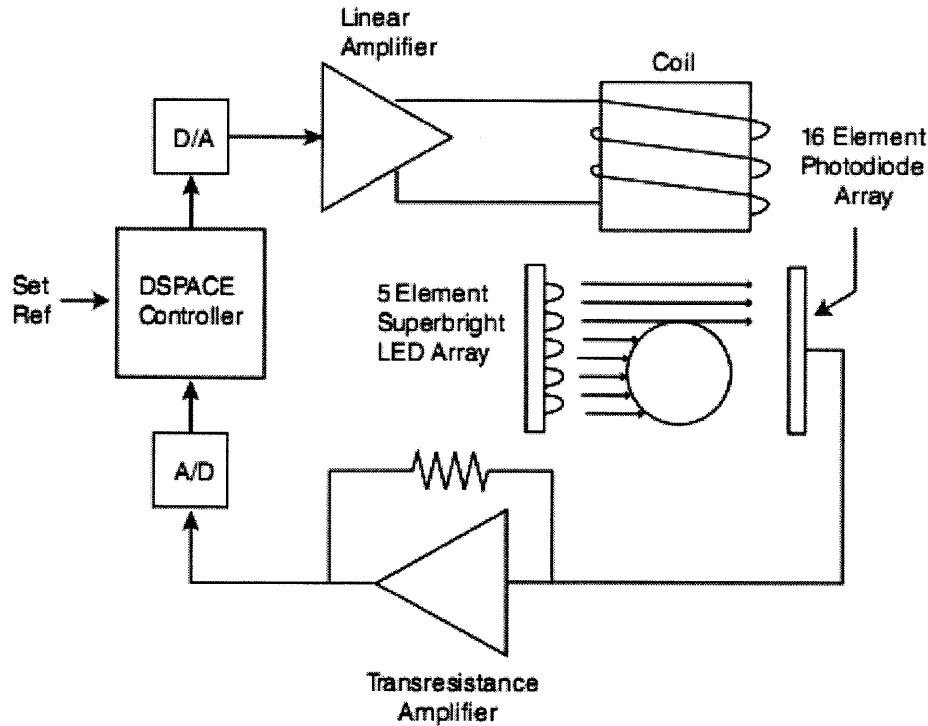 Linear
Amplifier
Coil
D/A
16 Element
Photodiode
Array
Set
Ref
DSPACE
Controller
5 Element
Superbright
LED Array
A/D
Transresistance
Amplifier